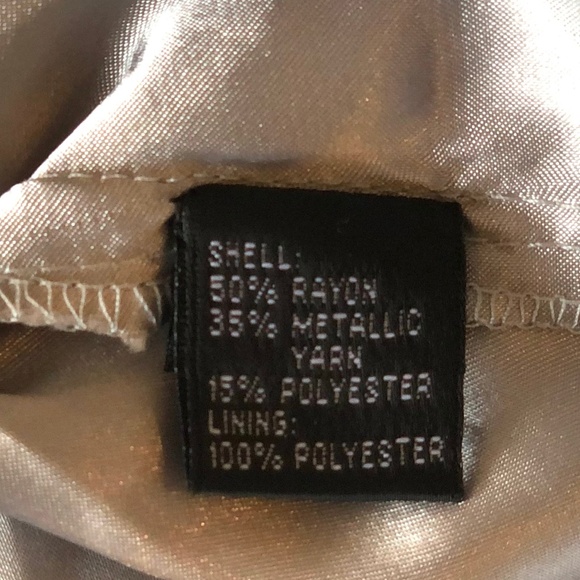 SHELL:
50% RAYON
35% METALLIC
YARN
15% POLYESTER
LINING:
100% POLYESTER